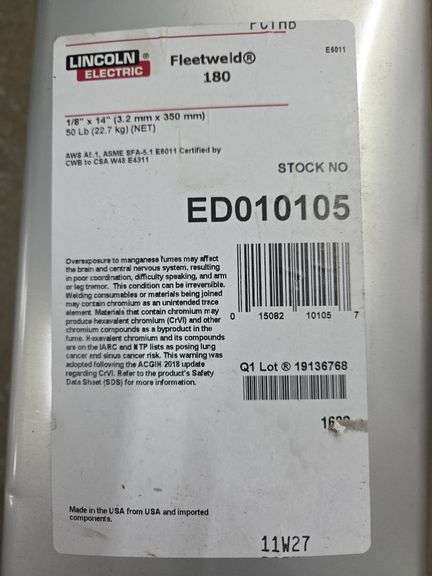 E6011
LINCOLN ®
ELECTRIC
Fleetweld®
180
1/8" x 14" (3.2 mm x 350 mm)
50 Lb (22.7 kg) (NET)
AWS A5.1, ASME SFA-5.1 E6011 Certified by
CWB to CSA W48 E4311
STOCK NO
ED010105
Overexposure to manganese fumes may affect
the brain and central nervous system, resulting
in poor coordination, difficulty speaking, and arm
or leg tremor. This condition can be irreversible.
Welding consumables or materials being joined
may contain chromium as an unintended trace
element. Materials that contain chromium may
produce hexavalent chromium (CrVI) and other
chromium compounds as a byproduct in the
fume. Hexavalent chromium and its compounds
are on the IARC and NTP lists as posing lung
cancer and sinus cancer risk. This warning was
adopted following the ACGIH 2018 update
regarding CrVI. Refer to the product's Safety
Data Sheet (SDS) for more information.
0 15082 10105 7
Q1 Lot ® 19136768
Made in the USA from USA and imported
components.
11W27